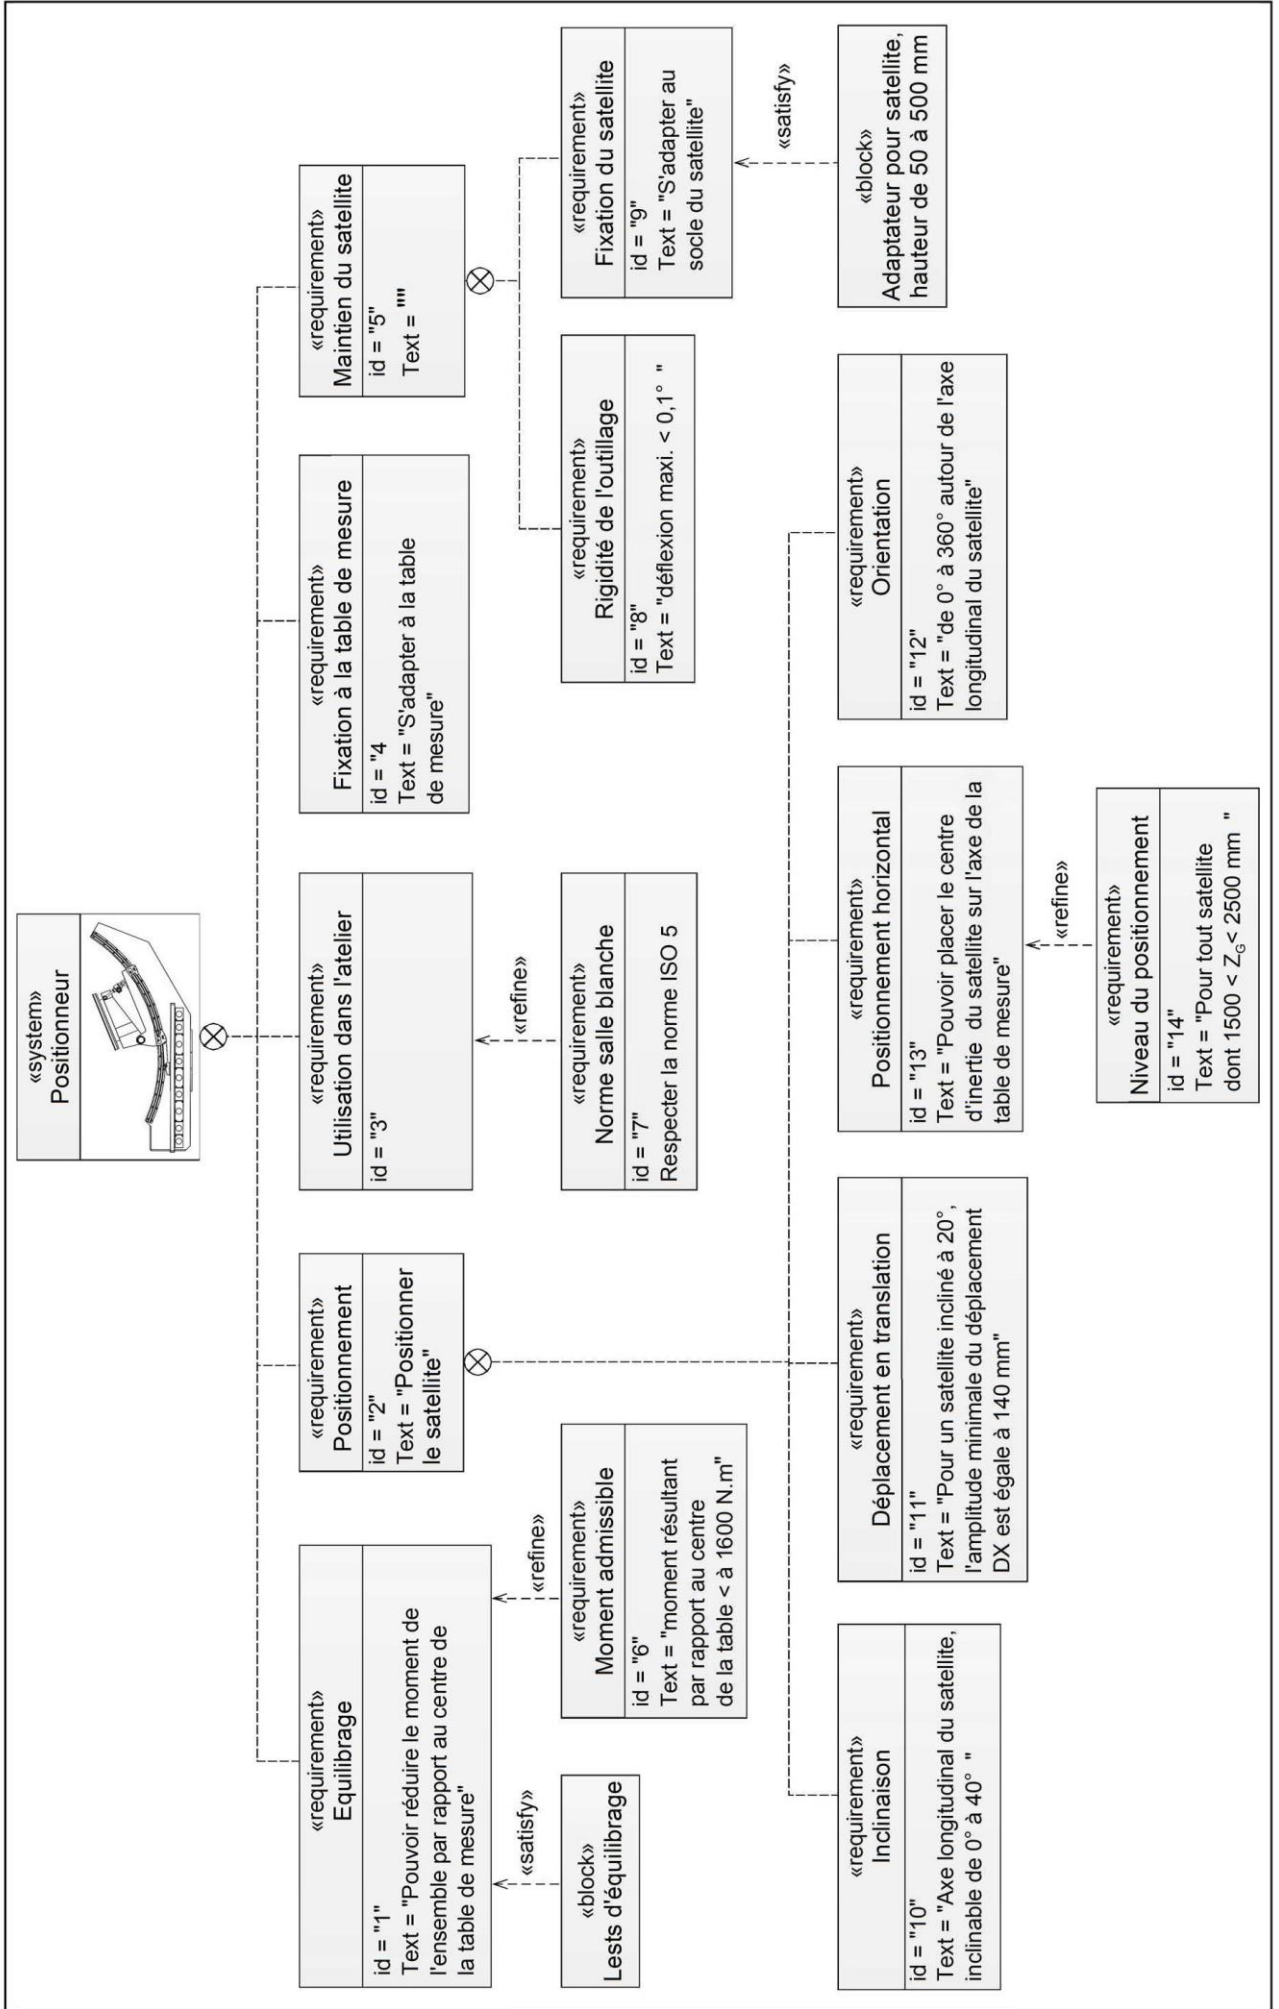 «system»
Positionneur
«requirement»
Equilibrage
id = "1"
Text = "Pouvoir réduire le moment de
l'ensemble par rapport au centre de
la table de mesure"
«requirement»
Positionnement
id = "2"
Text = "Positionner
le satellite"
«requirement»
Utilisation dans l'atelier
id = "3"
«requirement»
Fixation à la table de mesure
id = "4
Text = "S'adapter à la table
de mesure"
«requirement»
Maintien du satellite
id = "5"
Text = ""
«satisfy»
«refine»
«refine»
«block»
Lests d'équilibrage
«requirement»
Moment admissible
id = "6"
Text = "moment résultant
par rapport au centre
de la table < à 1600 N.m"
«requirement»
Norme salle blanche
id = "7"
Respecter la norme ISO 5
«requirement»
Rigidité de l'outillage
id = "8"
Text = "déflexion maxi. < 0,1° "
«requirement»
Fixation du satellite
id = "9"
Text = "S'adapter au
socle du satellite"
«satisfy»
«requirement»
Inclinaison
id = "10"
Text = "Axe longitudinal du satellite,
inclinable de 0° à 40° "
«requirement»
Déplacement en translation
id = "11"
Text = "Pour un satellite incliné à 20°,
l'amplitude minimale du déplacement
DX est égale à 140 mm"
«requirement»
Positionnement horizontal
id = "13"
Text = "Pouvoir placer le centre
d'inertie du satellite sur l'axe de la
table de mesure"
«requirement»
Orientation
id = "12"
Text = "de 0° à 360° autour de l'axe
longitudinal du satellite"
«block»
Adaptateur pour satellite,
hauteur de 50 à 500 mm
«refine»
«requirement»
Niveau du positionnement
id = "14"
Text = "Pour tout satellite
dont 1500 < Z_G < 2500 mm "